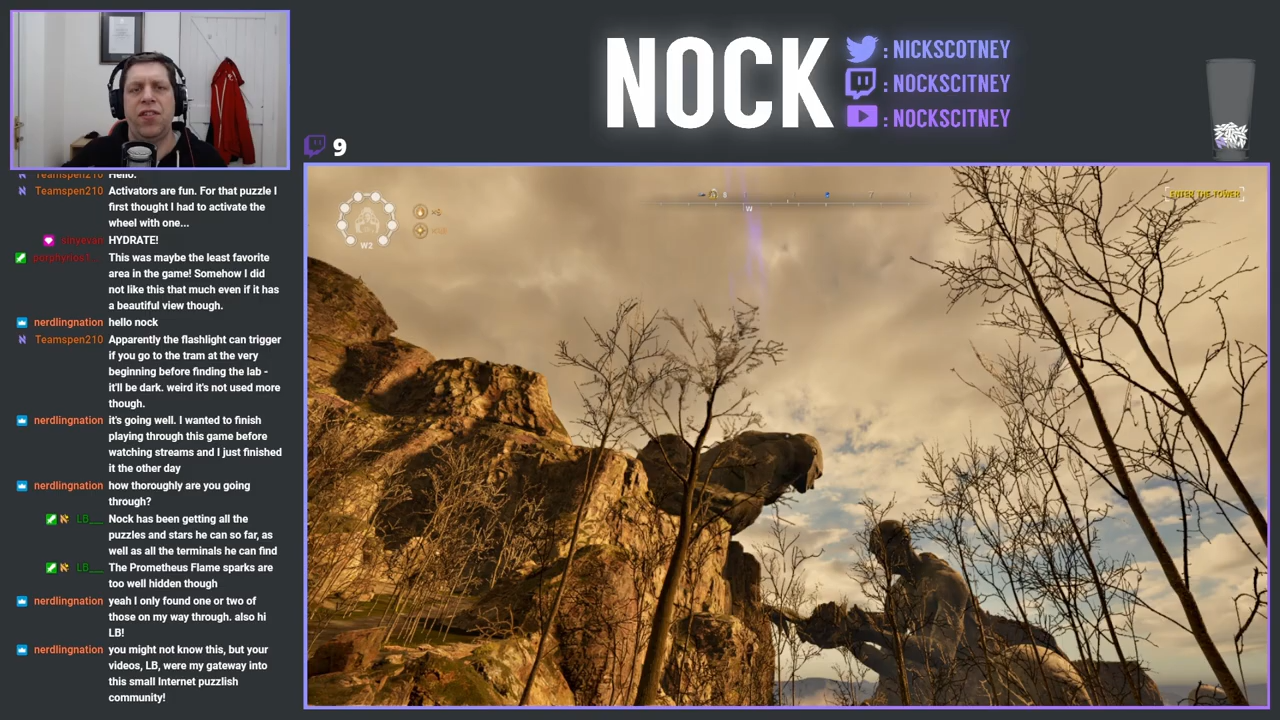 NOCK
: NICKSCOTNEY
: NOCKSCITNEY
: NOCKSCITNEY
9
Teamspen210 Hello.
Teamspen210 Activators are fun. For that puzzle I
first thought I had to activate the
wheel with one...
HYDRATE!
This was maybe the least favorite
area in the game! Somehow I did
not like this that much even if it has
a beautiful view though.
nerdlingnation hello nock
Teamspen210 Apparently the flashlight can trigger
if you go to the tram at the very
beginning before finding the lab -
it'll be dark. weird it's not used more
though.
nerdlingnation it's going well. I wanted to finish
playing through this game before
watching streams and I just finished
it the other day
nerdlingnation how thoroughly are you going
through?
LB__ Nock has been getting all the
puzzles and stars he can so far, as
well as all the terminals he can find
LB__ The Prometheus Flame sparks are
too well hidden though
nerdlingnation yeah I only found one or two of
those on my way through. also hi
LB!
nerdlingnation you might not know this, but your
videos, LB, were my gateway into
this small Internet puzzlish
community!
W2
W
ENTER THE TOWER